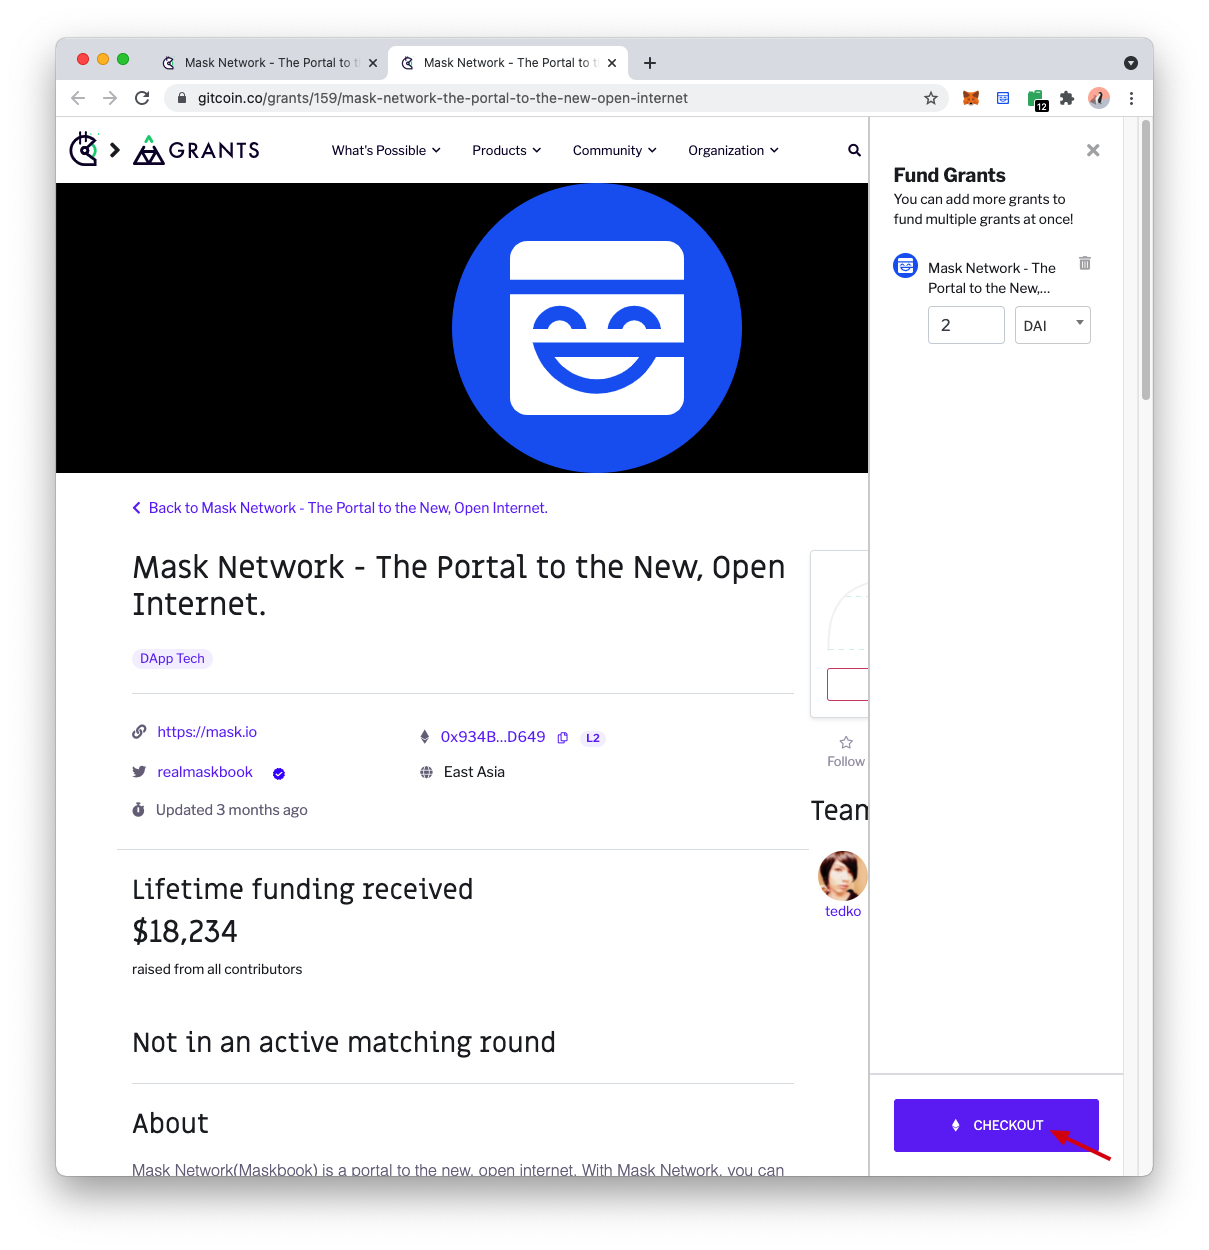 Mask Network - The Portal to t
Mask Network - The Portal to t
gitcoin.co/grants/159/mask-network-the-portal-to-the-new-open-internet
12
GRANTS
What's Possible
Products
Community
Organization
Fund Grants
You can add more grants to
fund multiple grants at once!
Mask Network - The
Portal to the New,...
2
DAI
Back to Mask Network - The Portal to the New, Open Internet.
Mask Network - The Portal to the New, Open
Internet.
DApp Tech
https://mask.io
0x934B...D649
L2
realmaskbook
East Asia
Updated 3 months ago
Follow
Team
tedko
Lifetime funding received
$18,234
raised from all contributors
Not in an active matching round
About
Mask Network(Maskbook) is a portal to the new, open internet. With Mask Network, you can
CHECKOUT